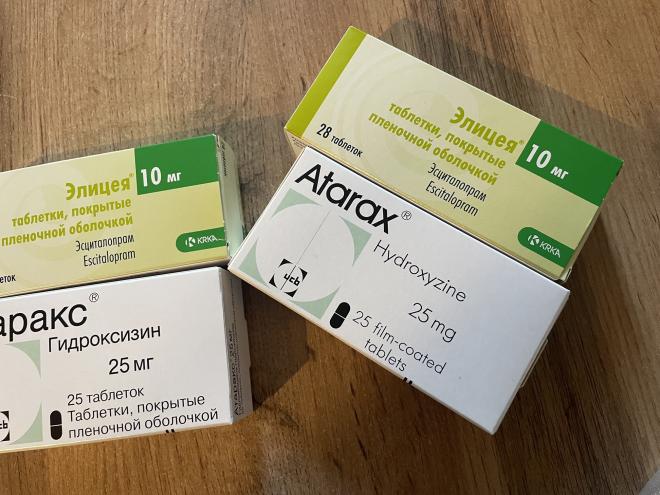 Элицея®
таблетки, покрытые
пленочной оболочкой
28 таблеток
10 мг
Эсциталопрам
Escitalopram
KRKA
Atarax®
Hydroxyzine
25 mg
25 film-coated
tablets
ucb
Элицея®
10 мг
таблетки, покрытые
пленочной оболочкой
Эсциталопрам
Escitalopram
KRKA
®
Гидроксизин
25 мг
25 таблеток
Таблетки, покрытые
пленочной оболочкой